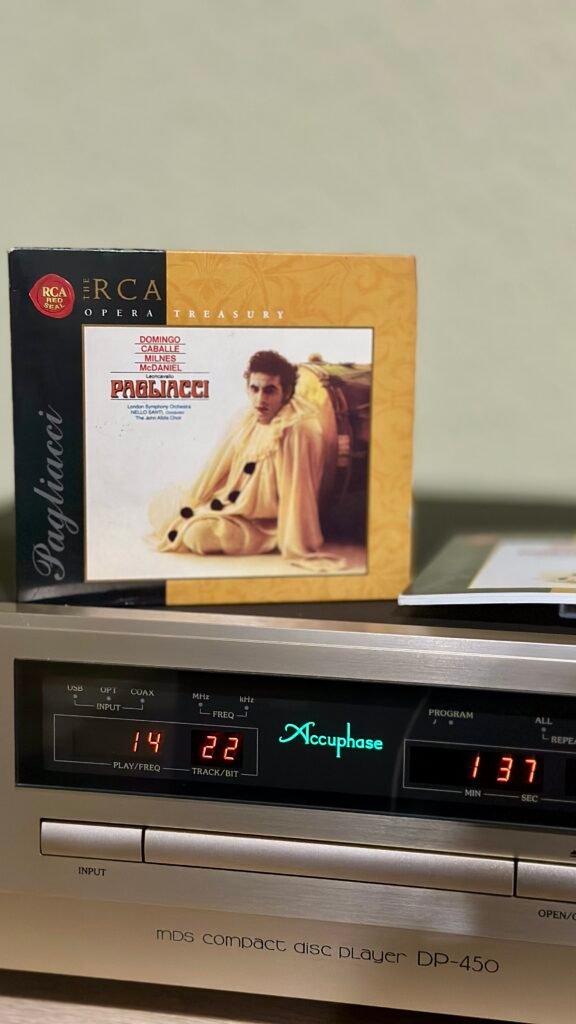 RCA
RED
SEAL
THE RCA
OPERA TREASURY
DOMINGO
CABALLE
MILNES
McDANIEL
Leoncavallo
PAGLIACCI
London Symphony Orchestra
NELLO SANTI, Conductor
The John Alldis Choir
Pagliacci
USB OPT COAX
INPUT
MHz kHz
FREQ
14 22
PLAY/FREQ
TRACK/BIT
Accuphase
PROGRAM
ALL
1 37
MIN SEC
INPUT
MDS COMPACT DISC PLAYER DP-450